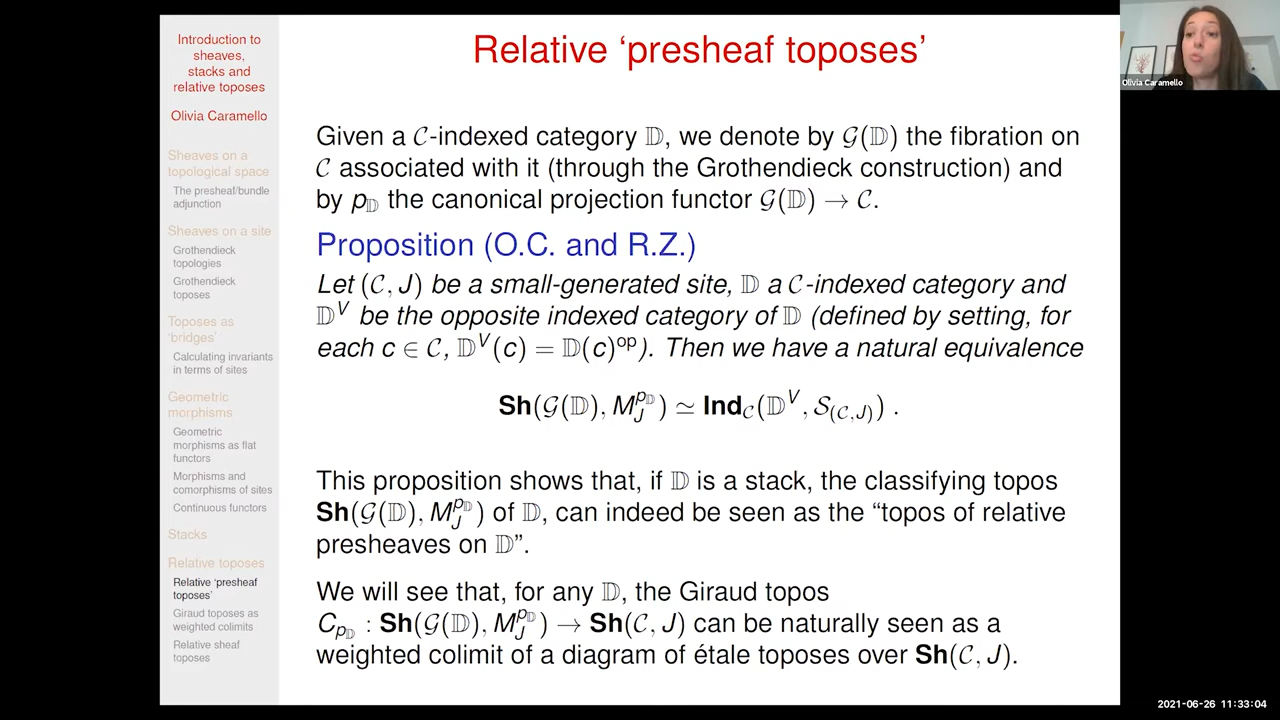 Introduction to
sheaves,
stacks and
relative toposes
Olivia Caramello
Sheaves on a
topological space
The presheaf/bundle
adjunction
Sheaves on a site
Grothendieck
topologies
Grothendieck
toposes
Toposes as
‘bridges’
Calculating invariants
in terms of sites
Geometric
morphisms
Geometric
morphisms as flat
functors
Morphisms and
comorphisms of sites
Continuous functors
Stacks
Relative toposes
Relative ‘presheaf
toposes’
Giraud toposes as
weighted colimits
Relative sheaf
toposes
Relative ‘presheaf toposes’
Given a 𝒞-indexed category 𝔻, we denote by 𝒢(𝔻) the fibration on
𝒞 associated with it (through the Grothendieck construction) and
by p_𝔻 the canonical projection functor 𝒢(𝔻) → 𝒞.
Proposition (O.C. and R.Z.)
Let (𝒞, J) be a small-generated site, 𝔻 a 𝒞-indexed category and
𝔻^V be the opposite indexed category of 𝔻 (defined by setting, for
each c ∈ 𝒞, 𝔻^V(c) = 𝔻(c)^op). Then we have a natural equivalence
Sh(𝒢(𝔻), M_J^{p_𝔻}) ≃ Ind_𝒞(𝔻^V, 𝒮_(𝒞,J)) .
This proposition shows that, if 𝔻 is a stack, the classifying topos
Sh(𝒢(𝔻), M_J^{p_𝔻}) of 𝔻, can indeed be seen as the “topos of relative
presheaves on 𝔻”.
We will see that, for any 𝔻, the Giraud topos
C_{p_𝔻} : Sh(𝒢(𝔻), M_J^{p_𝔻}) → Sh(𝒞, J) can be naturally seen as a
weighted colimit of a diagram of étale toposes over Sh(𝒞, J).
Olivia Caramello
2021-06-26 11:33:04